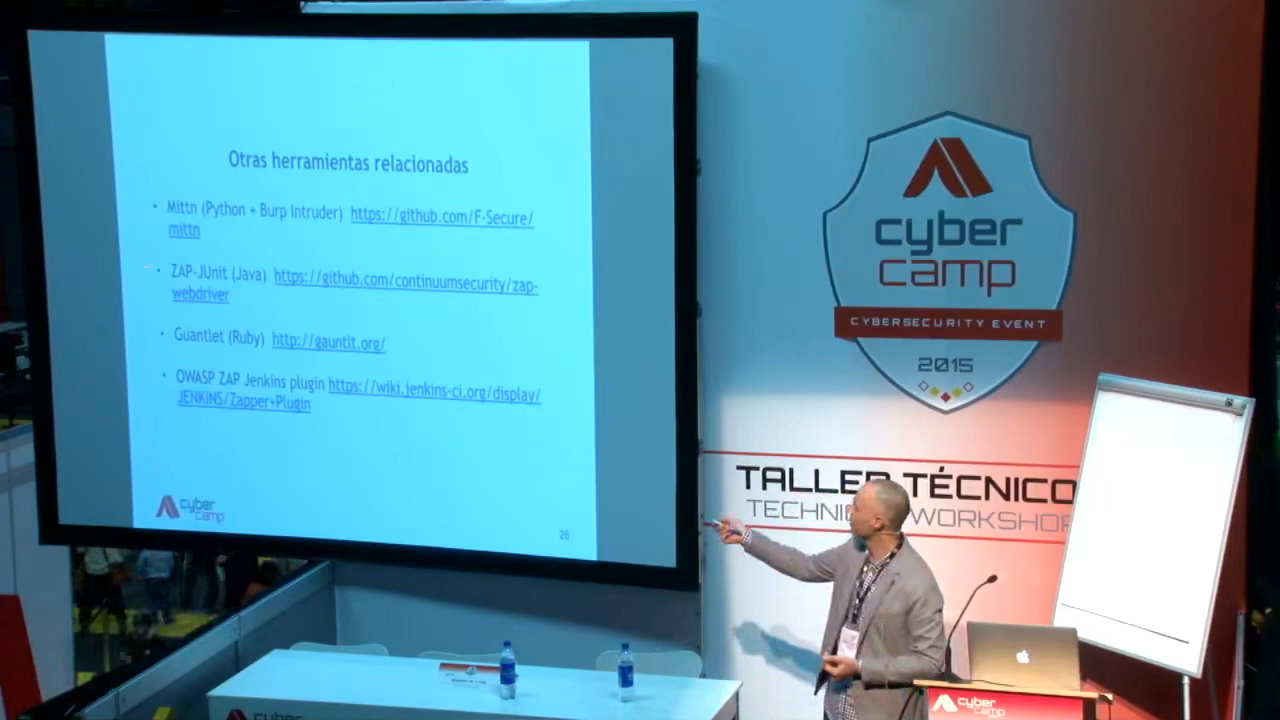 Otras herramientas relacionadas
• Mittn (Python + Burp Intruder) https://github.com/F-Secure/
mittn
• ZAP-JUnit (Java) https://github.com/continuumsecurity/zap-
webdriver
• Guantlet (Ruby) http://gauntlt.org/
• OWASP ZAP Jenkins plugin https://wiki.jenkins-ci.org/display/
JENKINS/Zapper+Plugin
cyber
camp
26
cyber
camp
CYBERSECURITY EVENT
2015
TALLER TÉCNICO
TECHNI WORKSHOP
cyber
cyber
camp